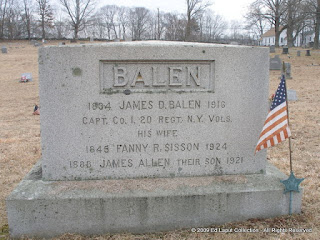 BALEN
1834 JAMES D. BALEN 1916
CAPT. CO. I, 20 REGT. N.Y. VOLS.
HIS WIFE
1845 FANNY R. SISSON 1924
1880 JAMES ALLEN THEIR SON 1921
© 2009 Ed Laput Collection - All Rights Reserved